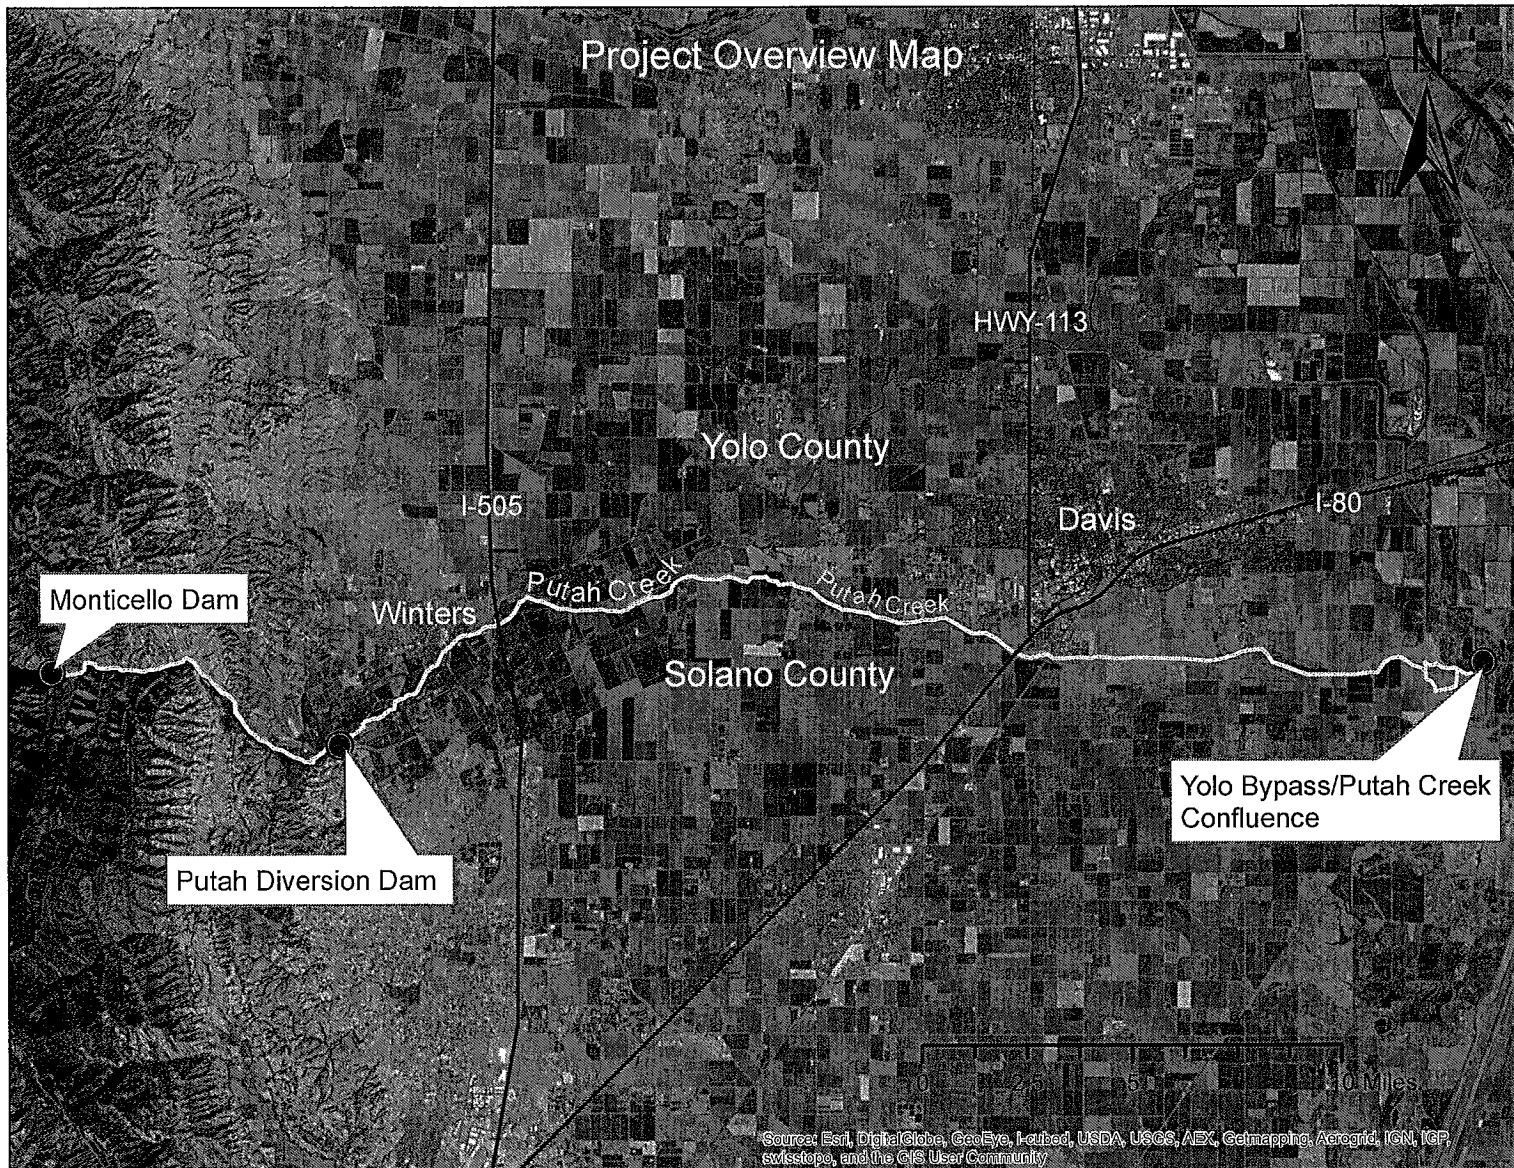 Project Overview Map
N
HWY-113
Yolo County
I-505
I-80
Davis
Putah Creek
Putah Creek
Monticello Dam
Winters
Solano County
Yolo Bypass/Putah Creek
Confluence
Putah Diversion Dam
0 2.5 5 10 Miles
Source: Esri, DigitalGlobe, GeoEye, i-cubed, USDA, USGS, AEX, Getmapping, Aerogrid, IGN, IGP,
swisstopo, and the GIS User Community